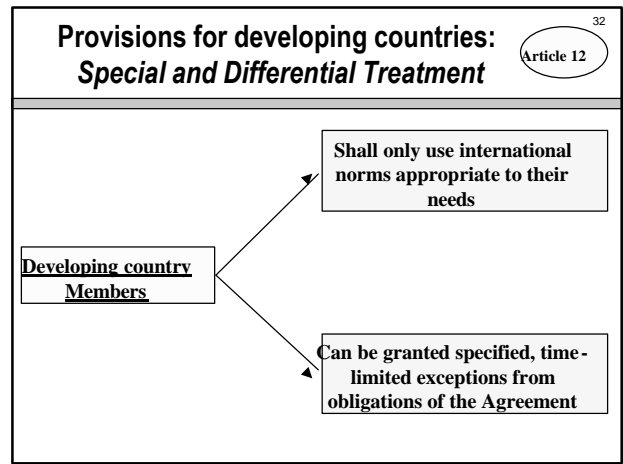 32
Provisions for developing countries:
Special and Differential Treatment
Article 12
Shall only use international
norms appropriate to their
needs
Developing country
Members
Can be granted specified, time-
limited exceptions from
obligations of the Agreement